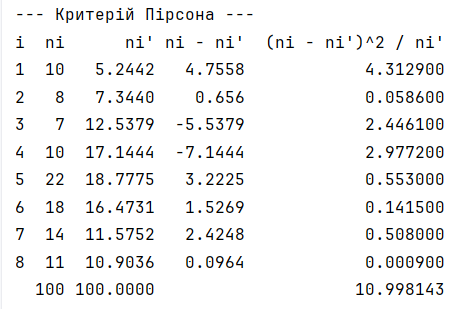 --- Критерій Пірсона ---
i ni ni' ni - ni' (ni - ni')^2 / ni'
1 10 5.2442 4.7558 4.312900
2 8 7.3440 0.656 0.058600
3 7 12.5379 -5.5379 2.446100
4 10 17.1444 -7.1444 2.977200
5 22 18.7775 3.2225 0.553000
6 18 16.4731 1.5269 0.141500
7 14 11.5752 2.4248 0.508000
8 11 10.9036 0.0964 0.000900
100 100.0000 10.998143